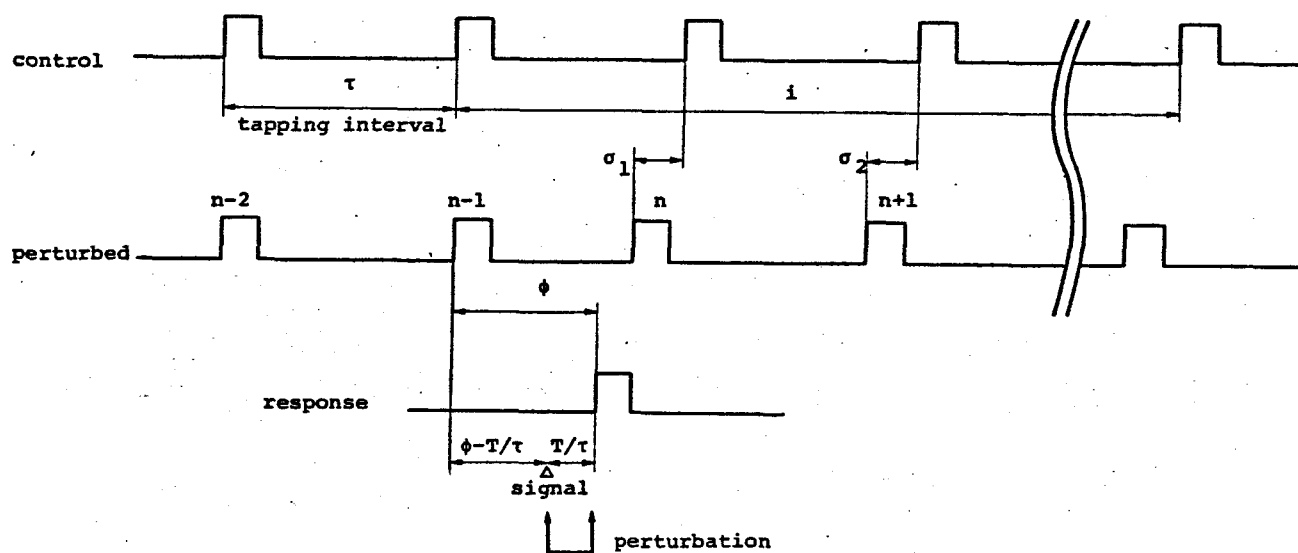 control
τ
i
tapping interval
σ1
σ2
n-2
n-1
n
n+1
perturbed
φ
response
φ-T/τ
T/τ
signal
perturbation